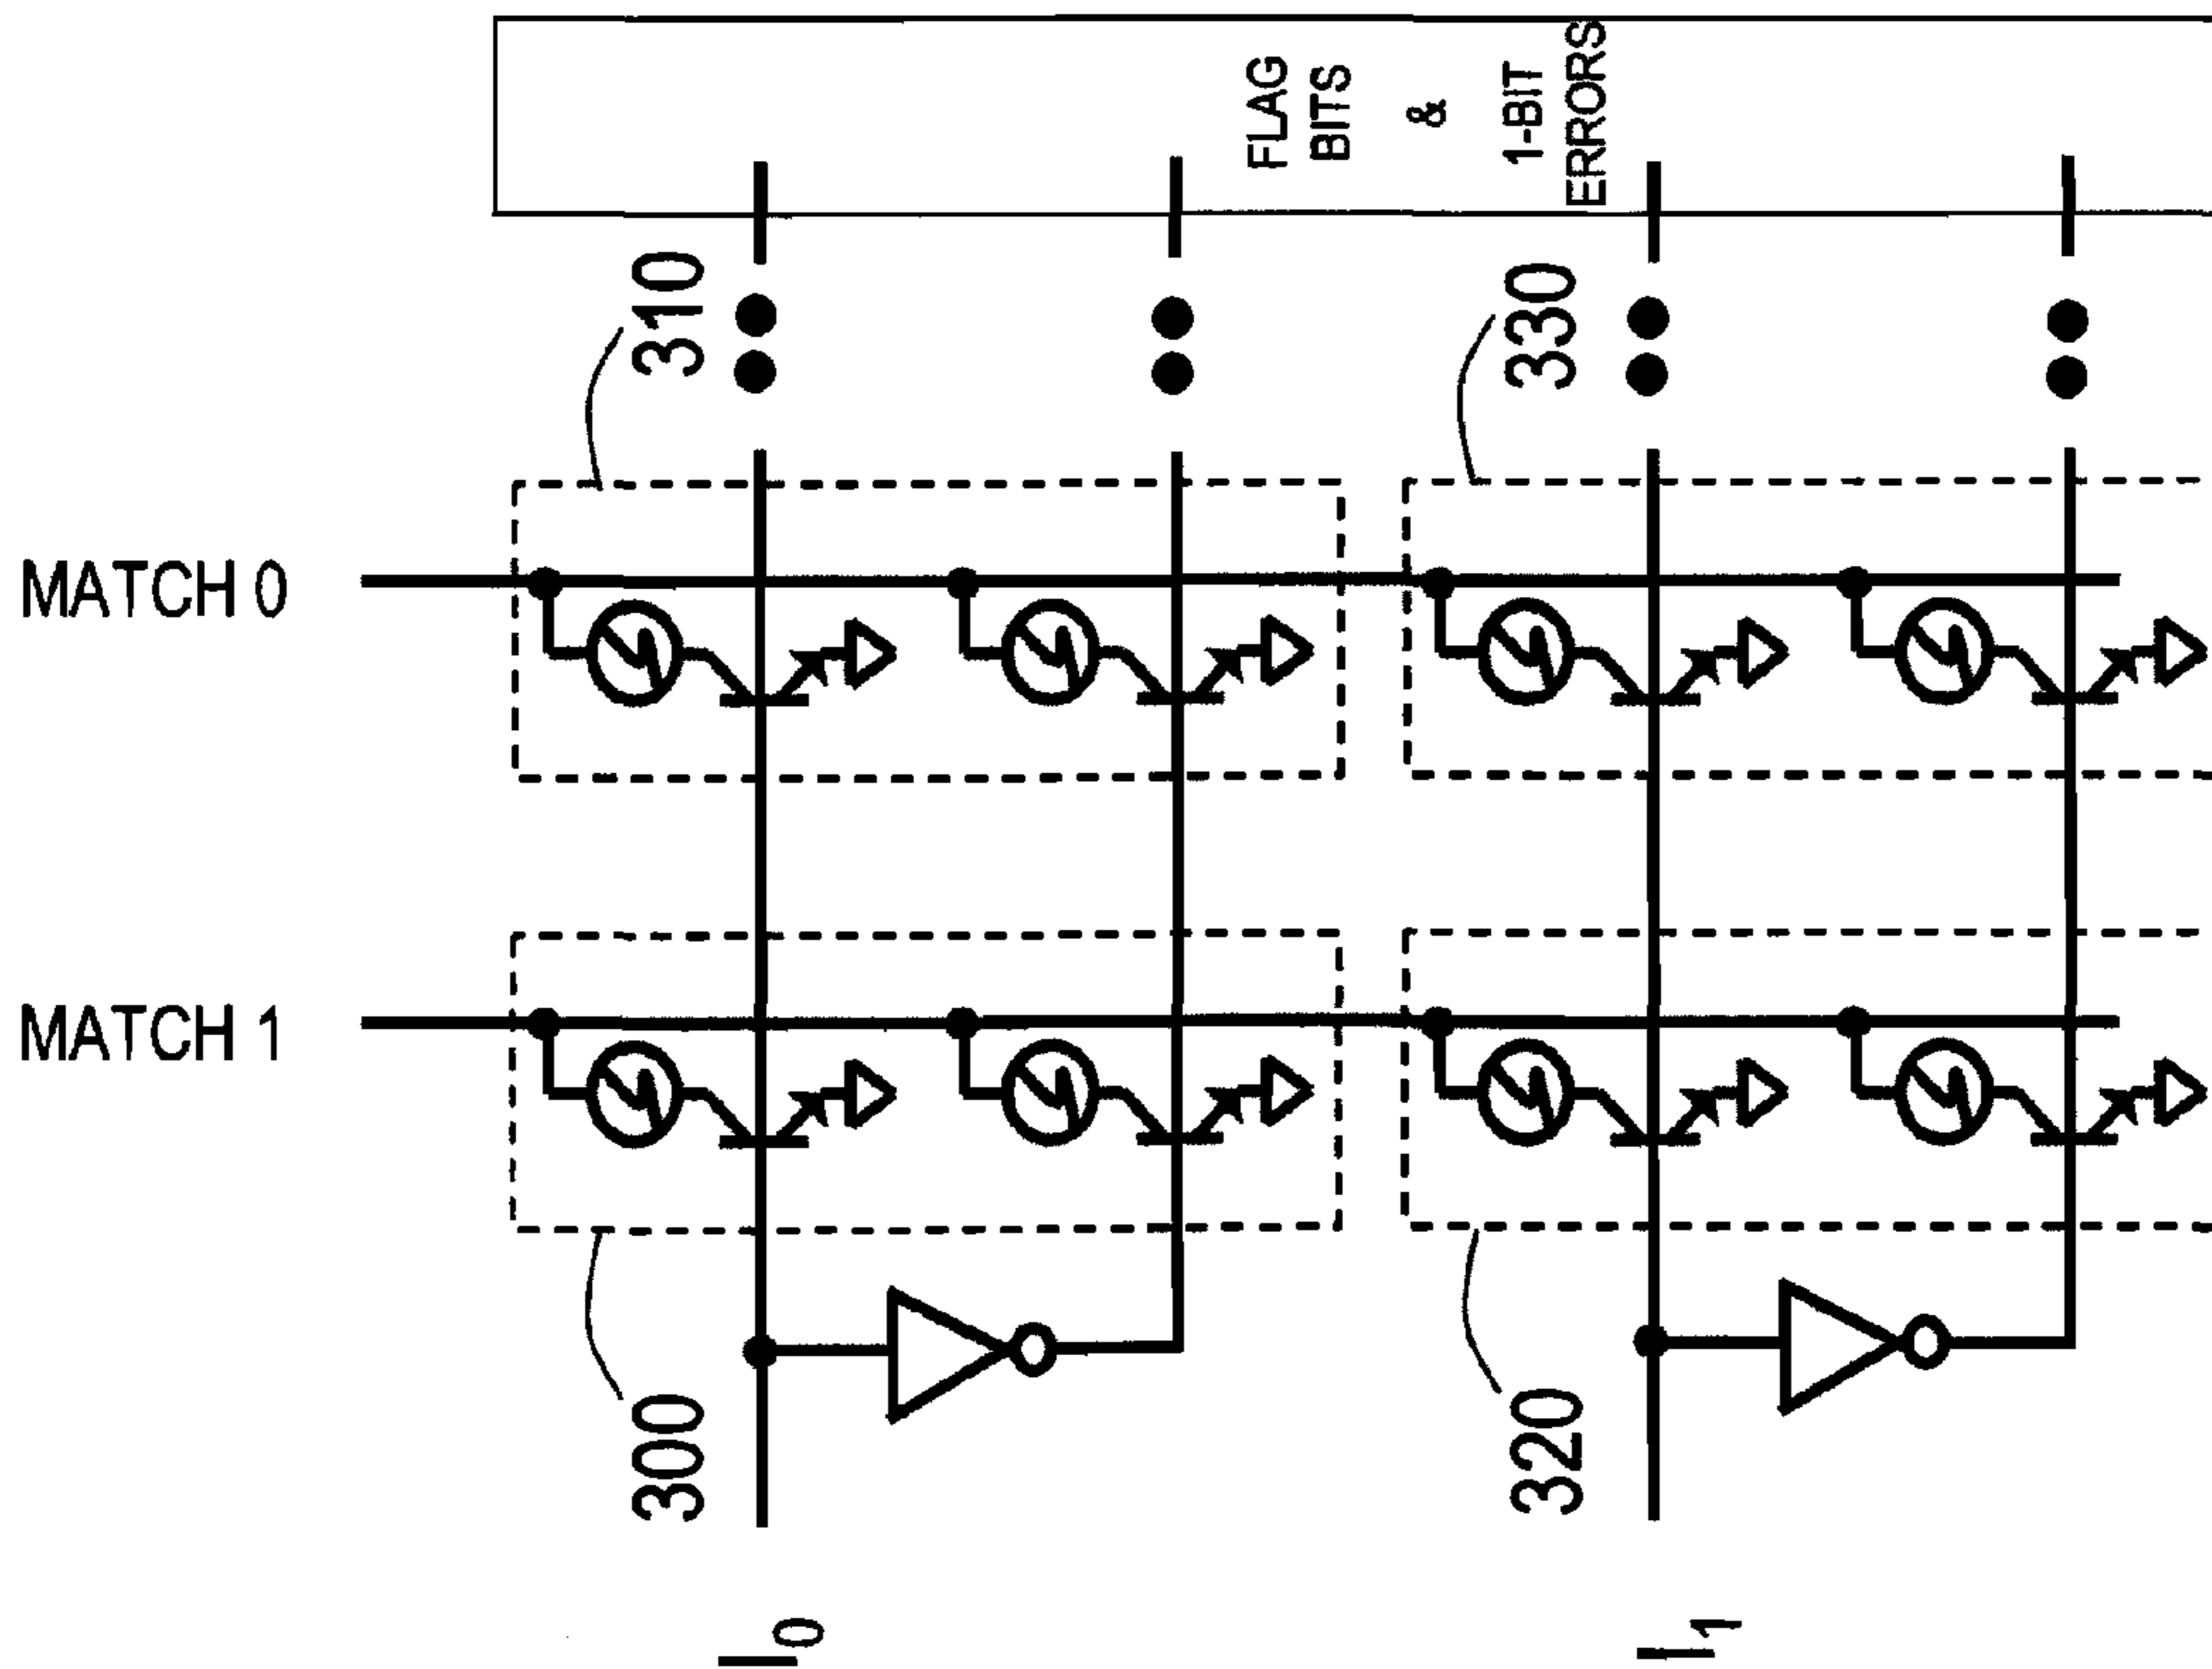 FLAG
BITS
&
1-BIT
ERRORS
310
330
MATCH 0
MATCH 1
300
320
I0
I1